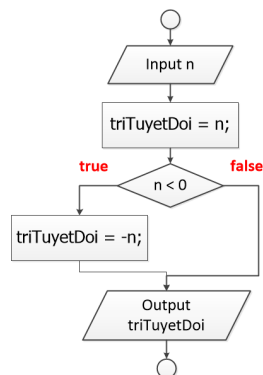 Input n
triTuyetDoi = n;
true
false
n < 0
triTuyetDoi = -n;
Output
triTuyetDoi